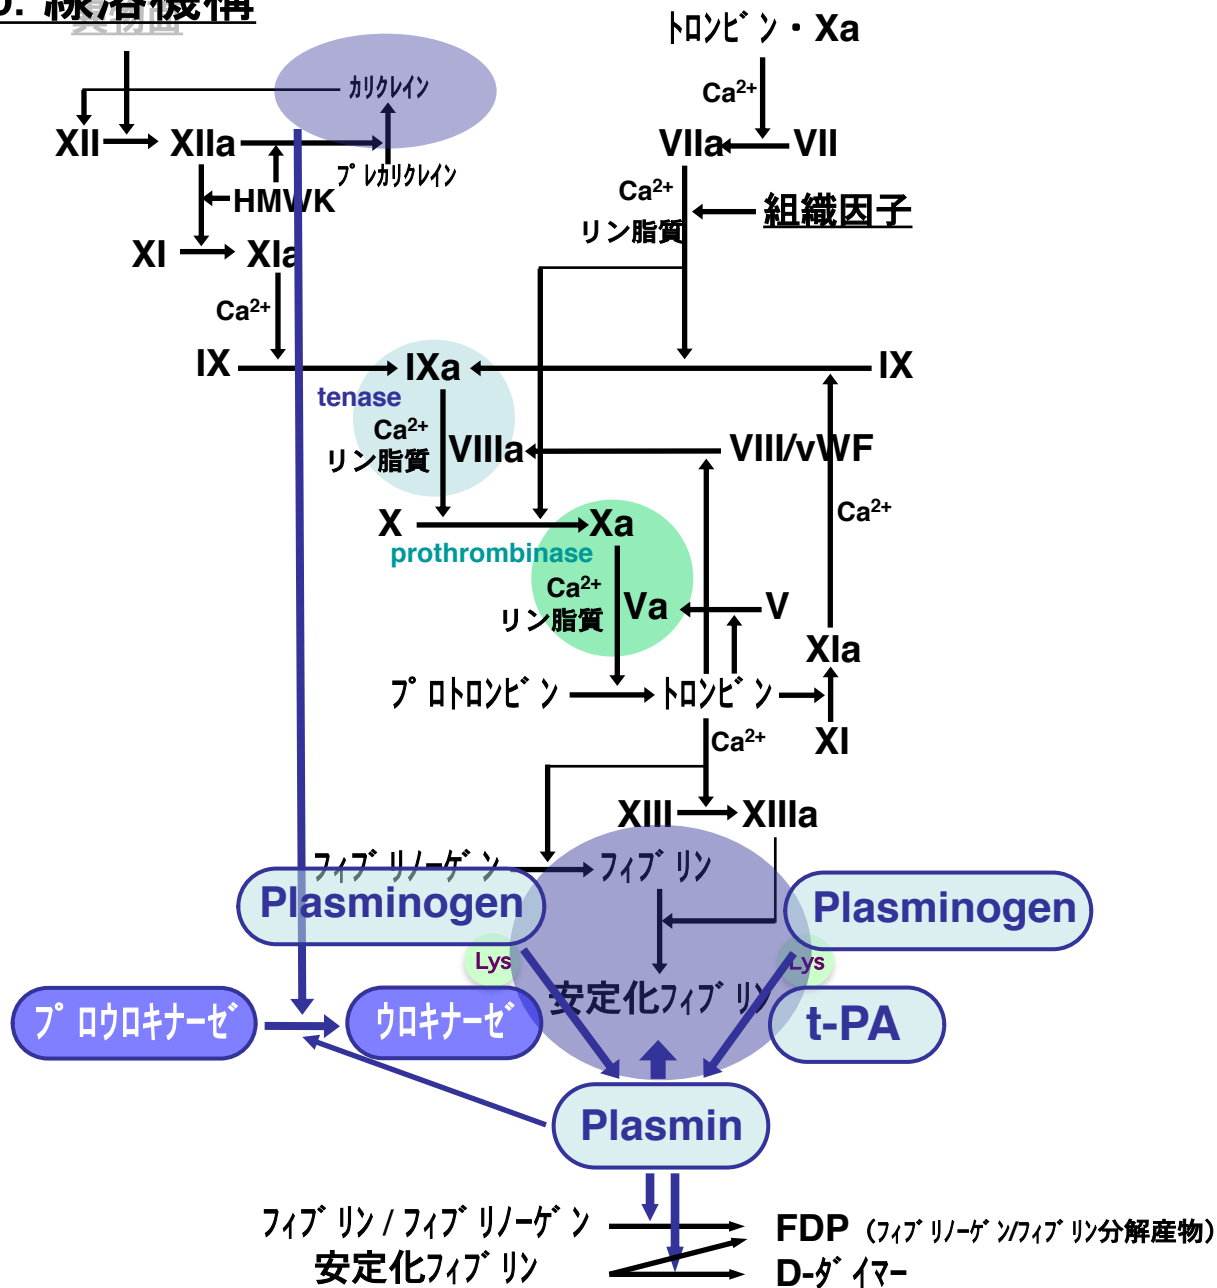 線溶機構
異物面
トロンビン・Xa
カリクレイン
Ca2+
XII
XIIa
VIIa
VII
プレカリクレイン
Ca2+
HMWK
組織因子
リン脂質
XI
XIa
Ca2+
IX
IXa
IX
tenase
Ca2+
VIIIa
VIII/vWF
リン脂質
Ca2+
X
Xa
prothrombinase
Ca2+
Va
V
リン脂質
XIa
プロトロンビン
トロンビン
Ca2+
XI
XIII
XIIIa
フィブリノーゲン
フィブリン
Plasminogen
Plasminogen
Lys
Lys
安定化フィブリン
プロウロキナーゼ
ウロキナーゼ
t-PA
Plasmin
フィブリン / フィブリノーゲン
FDP（フィブリノーゲン/フィブリン分解産物）
安定化フィブリン
D-ダイマー